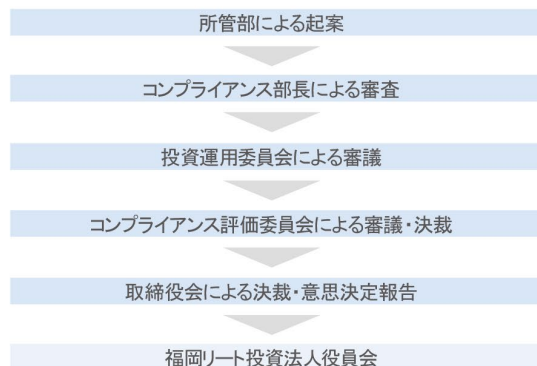 所管部による起案
コンプライアンス部長による審査
投資運用委員会による審議
コンプライアンス評価委員会による審議・決裁
取締役会による決裁・意思決定報告
福岡リート投資法人役員会